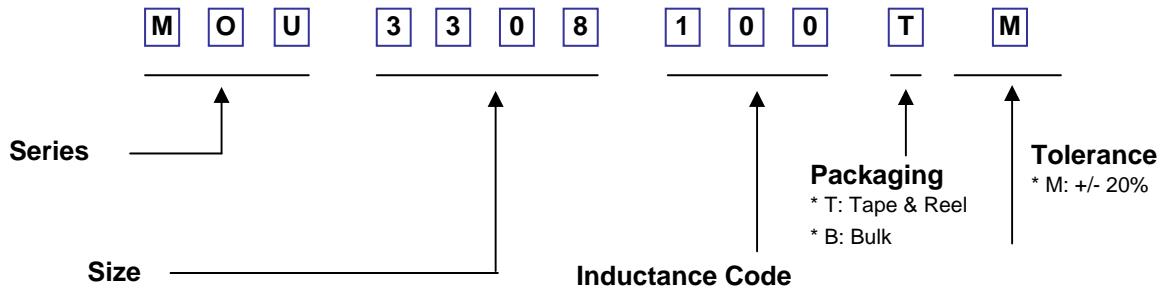 M O U 3 3 0 8 1 0 0 T M
Series
Tolerance
* M: +/- 20%
Packaging
* T: Tape & Reel
* B: Bulk
Size
Inductance Code